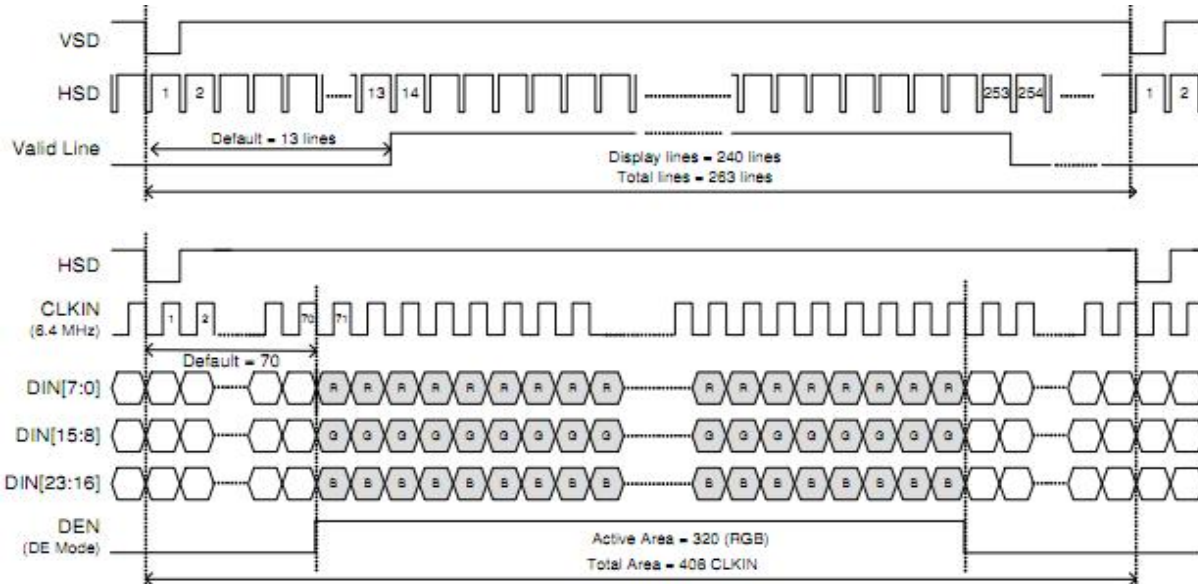 VSD
HSD 1 2 13 14 253 254 1 2
Valid Line
Default = 13 lines
Display lines = 240 lines
Total lines = 263 lines
HSD
CLKIN 1 2 70 71
(6.4 MHz)
Default = 70
DIN[7:0] R R R R R R R R R R R R R R R R R
DIN[15:8] G G G G G G G G G G G G G G G G G
DIN[23:16] B B B B B B B B B B B B B B B B B
DEN
(DE Mode)
Active Area = 320 (RGB)
Total Area = 408 CLKIN